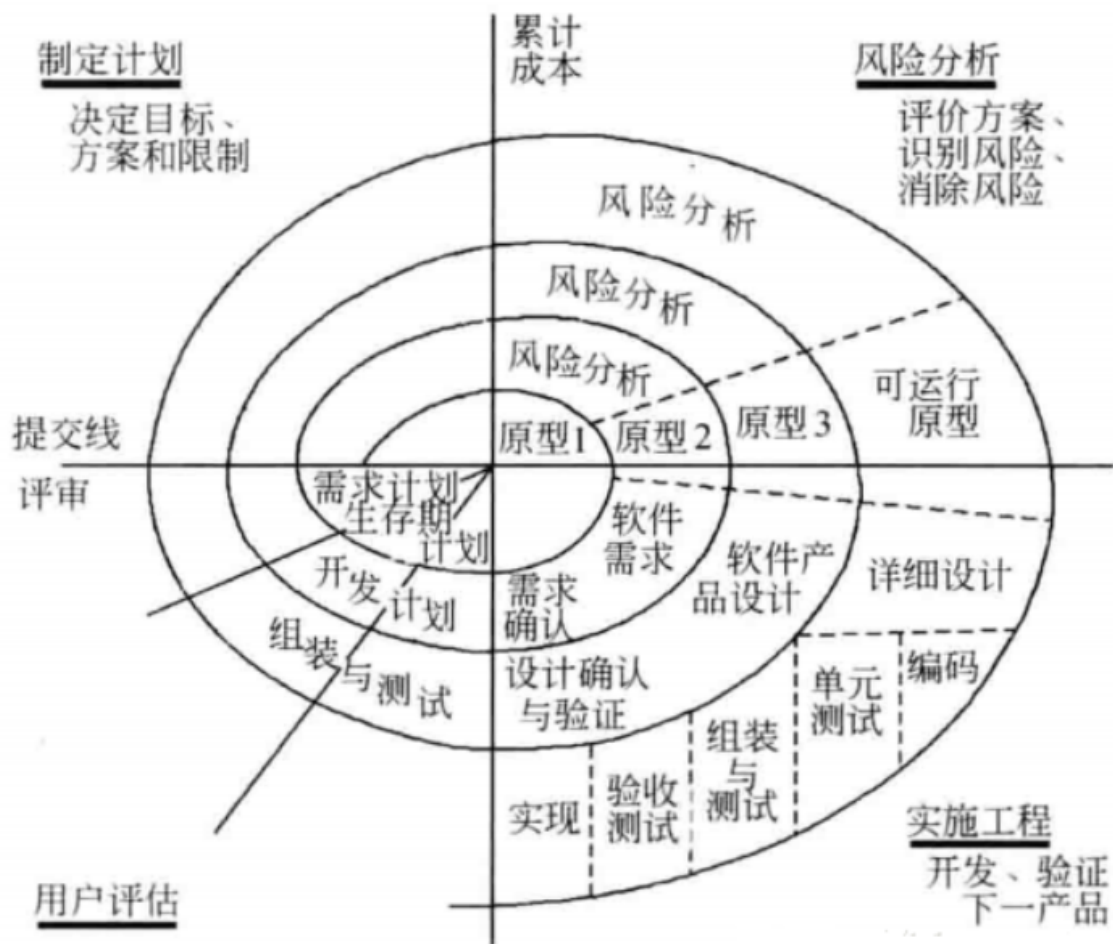 制定计划
决定目标、
方案和限制
累计
成本
风险分析
评价方案、
识别风险、
消除风险
风险分析
风险分析
风险分析
原型1
原型2
原型3
可运行
原型
提交线
评审
需求计划
生存期
计划
开发计划
组装与测试
软件
需求
需求
确认
软件产
品设计
设计确认
与验证
详细设计
编码
单元
测试
组装
与
测试
验收
测试
实现
实施工程
开发、验证
下一产品
用户评估